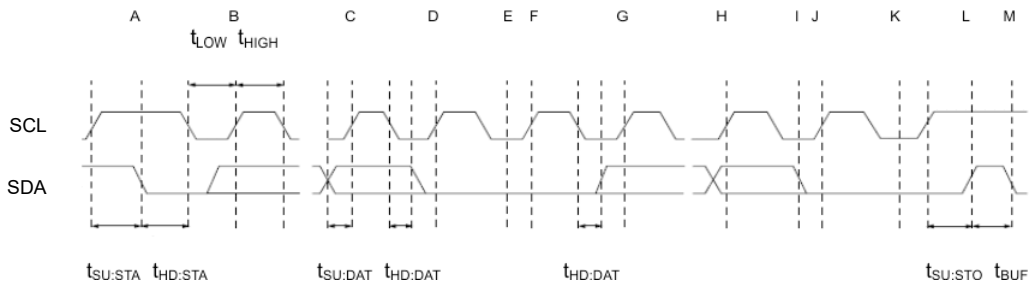 A B C D E F G H I J K L M
tLOW tHIGH
SCL
SDA
tSU:STA tHD:STA tSU:DAT tHD:DAT tHD:DAT tSU:STO tBUF